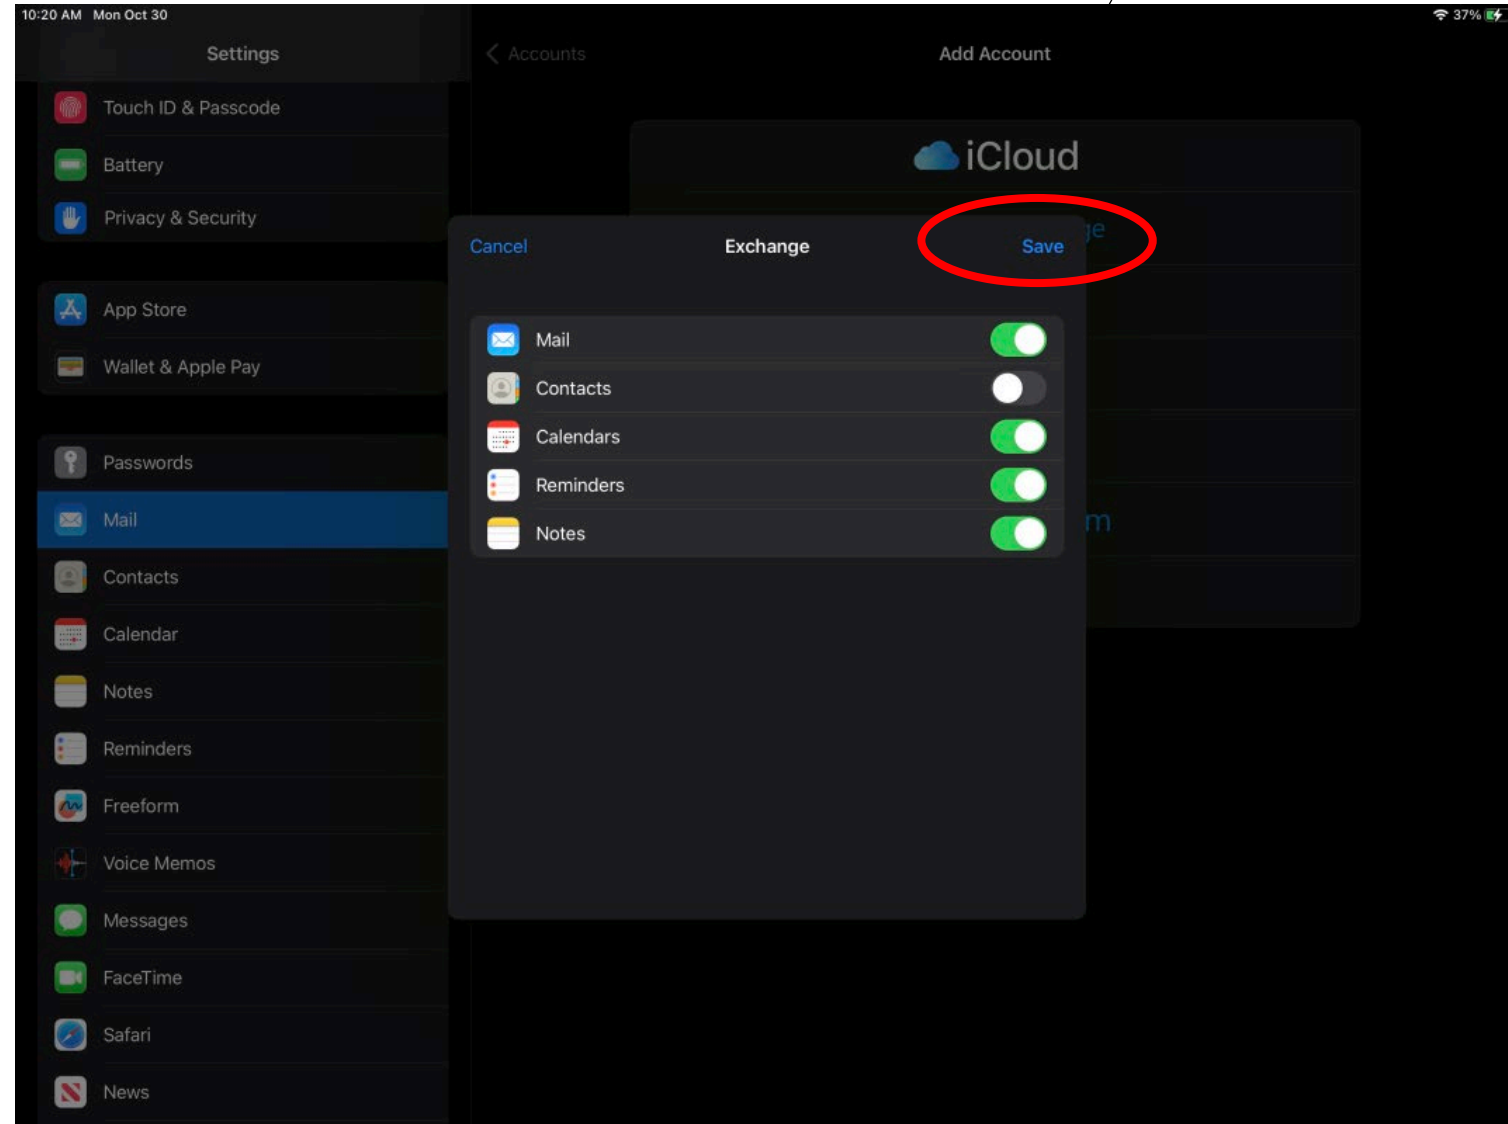 10:20 AM Mon Oct 30
37%
Settings
Accounts
Add Account
Touch ID & Passcode
Battery
Privacy & Security
App Store
Wallet & Apple Pay
Passwords
Mail
Contacts
Calendar
Notes
Reminders
Freeform
Voice Memos
Messages
FaceTime
Safari
News
iCloud
Cancel
Exchange
Save
Mail
Contacts
Calendars
Reminders
Notes